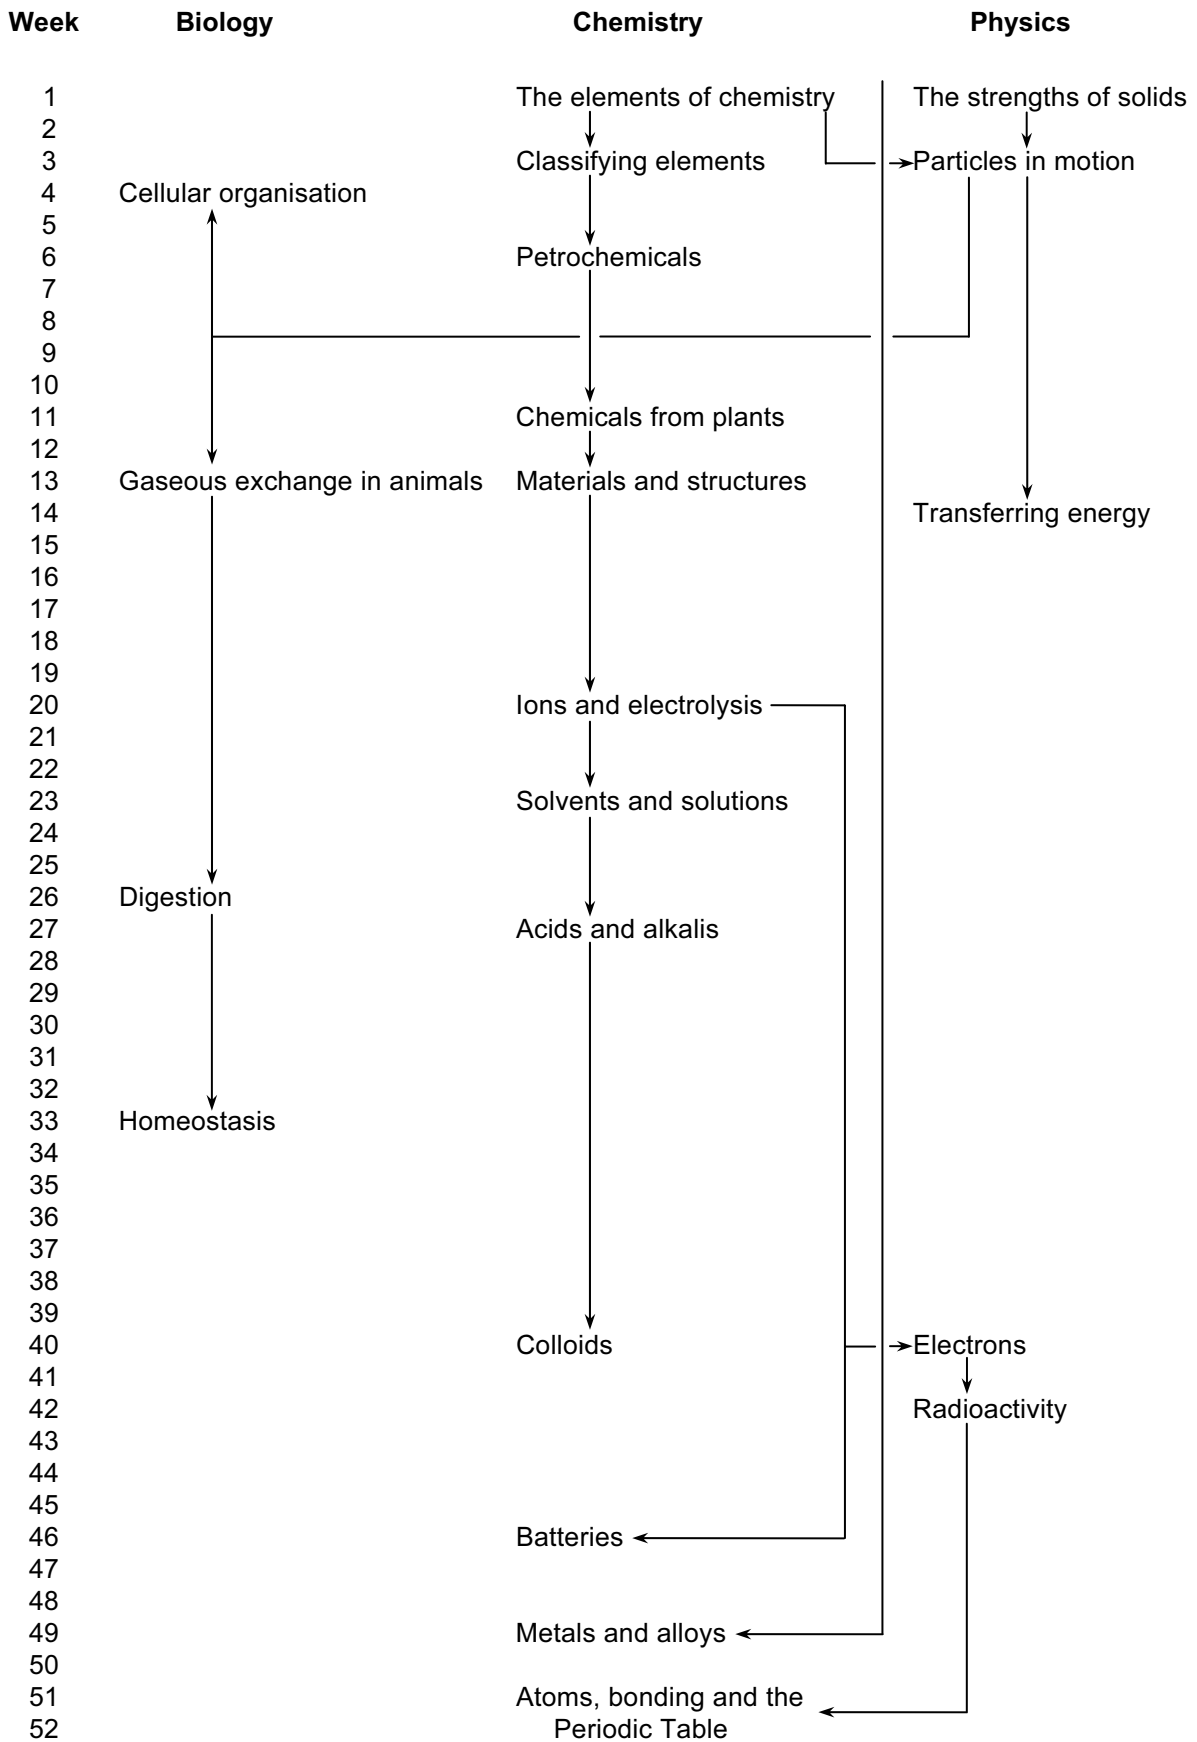 Week Biology Chemistry Physics
1 The elements of chemistry The strengths of solids
2
3 Classifying elements Particles in motion
4 Cellular organisation
5
6 Petrochemicals
7
8
9
10
11 Chemicals from plants
12
13 Gaseous exchange in animals Materials and structures
14 Transferring energy
15
16
17
18
19
20 Ions and electrolysis
21
22
23 Solvents and solutions
24
25
26 Digestion
27 Acids and alkalis
28
29
30
31
32
33 Homeostasis
34
35
36
37
38
39
40 Colloids Electrons
41
42 Radioactivity
43
44
45
46 Batteries
47
48
49 Metals and alloys
50
51 Atoms, bonding and the
52 Periodic Table